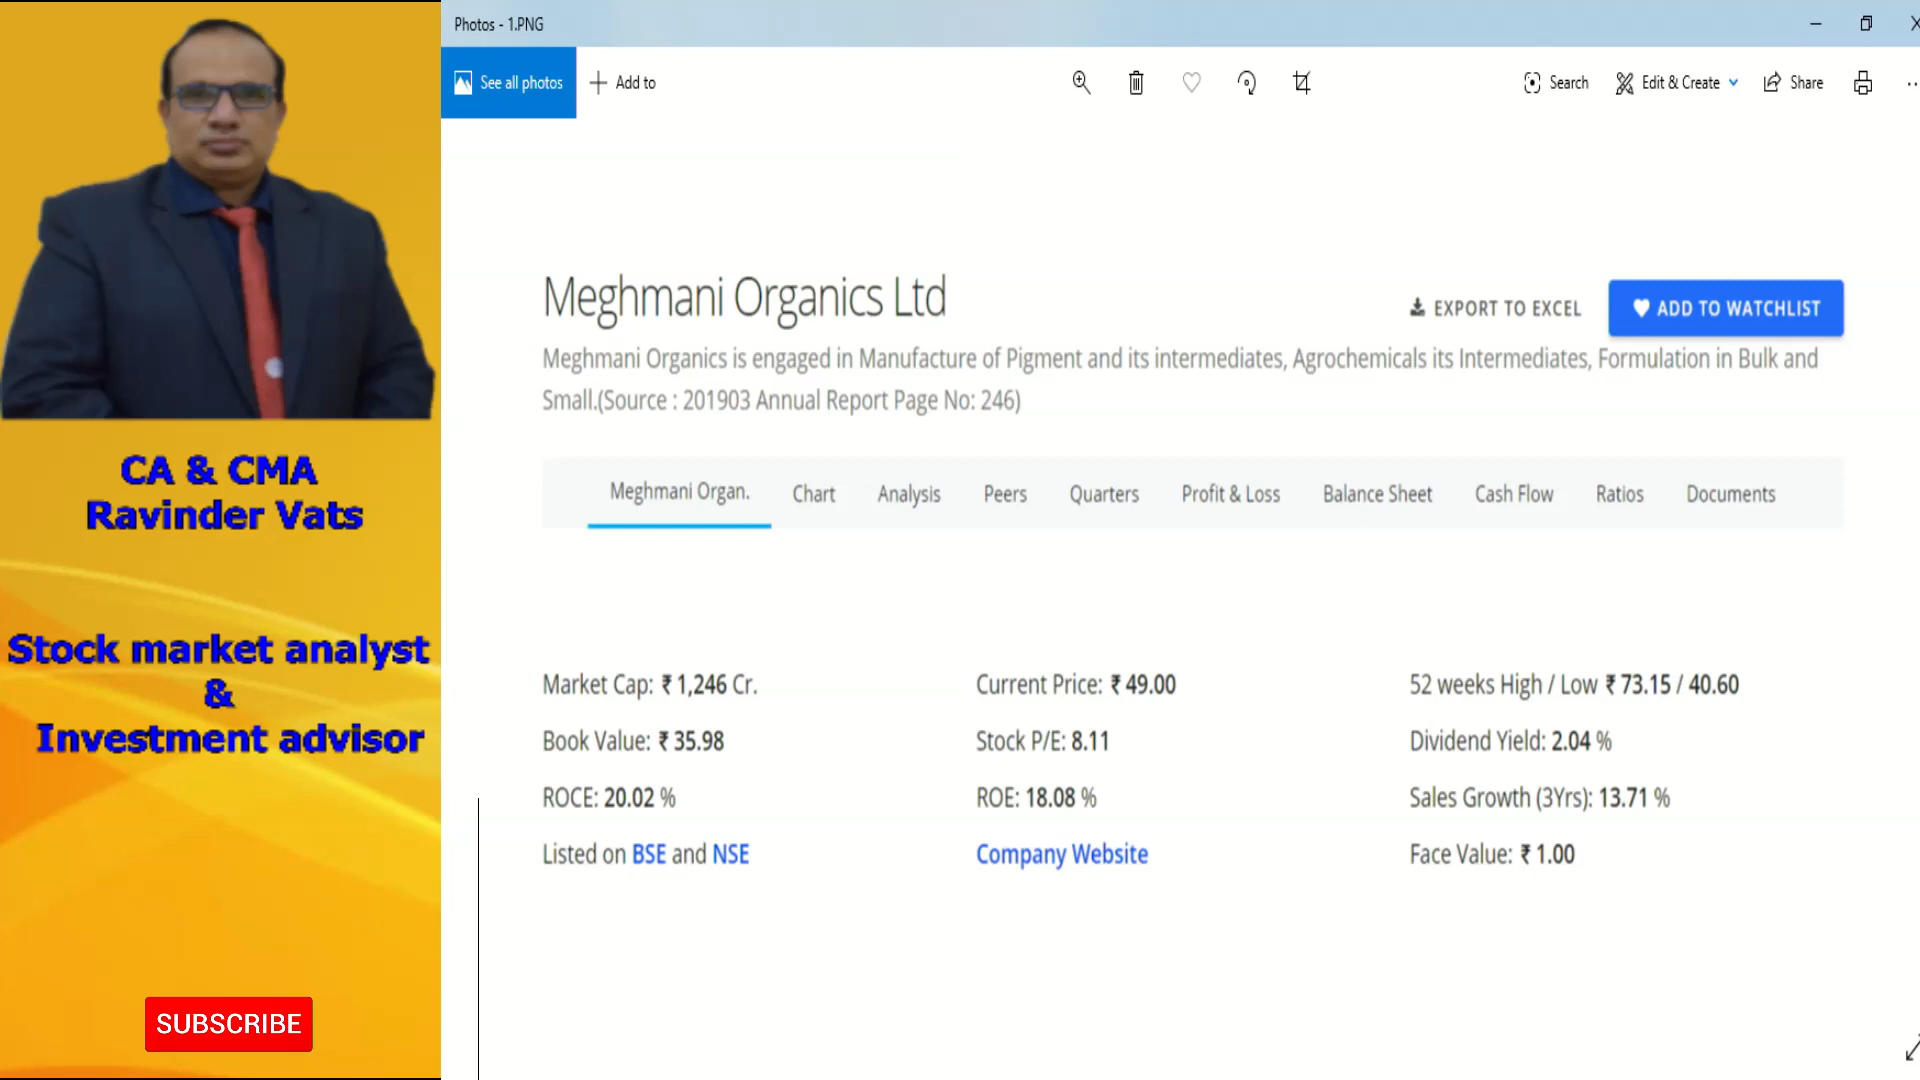 Photos - 1.PNG
See all photos
Add to
Search
Edit & Create
Share
Meghmani Organics Ltd
EXPORT TO EXCEL
ADD TO WATCHLIST
Meghmani Organics is engaged in Manufacture of Pigment and its intermediates, Agrochemicals its Intermediates, Formulation in Bulk and
Small.(Source : 201903 Annual Report Page No: 246)
Meghmani Organ. Chart Analysis Peers Quarters Profit & Loss Balance Sheet Cash Flow Ratios Documents
Market Cap: ₹ 1,246 Cr. Current Price: ₹ 49.00 52 weeks High / Low ₹ 73.15 / 40.60
Book Value: ₹ 35.98 Stock P/E: 8.11 Dividend Yield: 2.04 %
ROCE: 20.02 % ROE: 18.08 % Sales Growth (3Yrs): 13.71 %
Listed on BSE and NSE Company Website Face Value: ₹ 1.00
CA & CMA
Ravinder Vats
Stock market analyst
&
Investment advisor
SUBSCRIBE